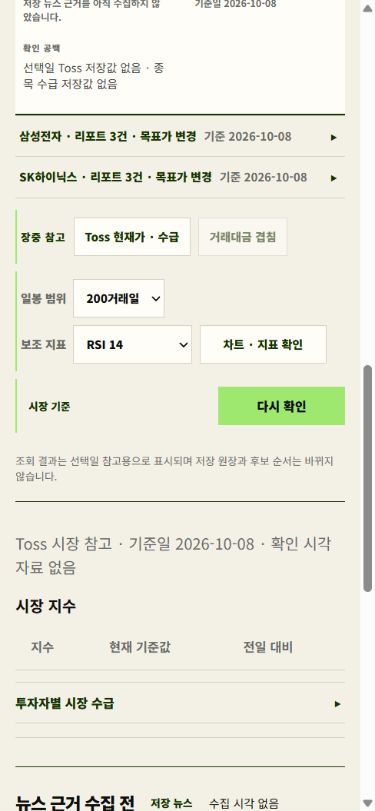 저장 뉴스 근거를 아직 수집하지 않
았습니다.
기준일 2026-10-08
확인 공백
선택일 Toss 저장값 없음 · 종
목 수급 저장값 없음
삼성전자 · 리포트 3건 · 목표가 변경 기준 2026-10-08
SK하이닉스 · 리포트 3건 · 목표가 변경 기준 2026-10-08
장중 참고 Toss 현재가 · 수급 거래대금 겹침
일봉 범위 200거래일
보조 지표 RSI 14 차트 · 지표 확인
시장 기준 다시 확인
조회 결과는 선택일 참고용으로 표시되며 저장 원장과 후보 순서는 바뀌지
않습니다.
Toss 시장 참고 · 기준일 2026-10-08 · 확인 시각
자료 없음
시장 지수
지수 현재 기준값 전일 대비
투자자별 시장 수급
뉴스 근거 수집 전 저장 뉴스 수집 시각 없음